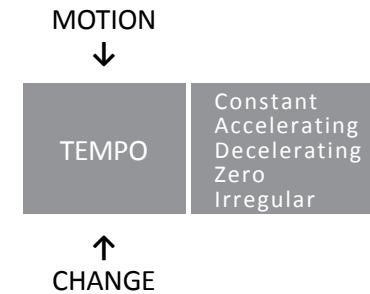 MOTION
↓
TEMPO
Constant
Accelerating
Decelerating
Zero
Irregular
↑
CHANGE